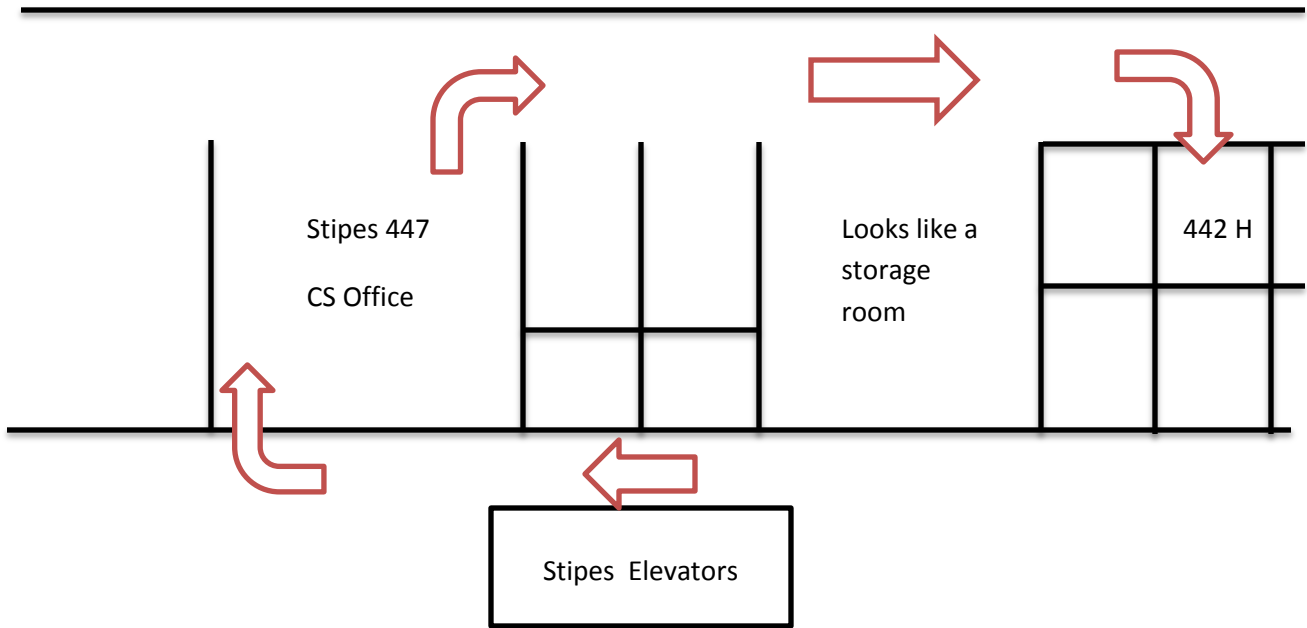 Stipes 447
CS Office
Looks like a
storage
room
442 H
Stipes Elevators